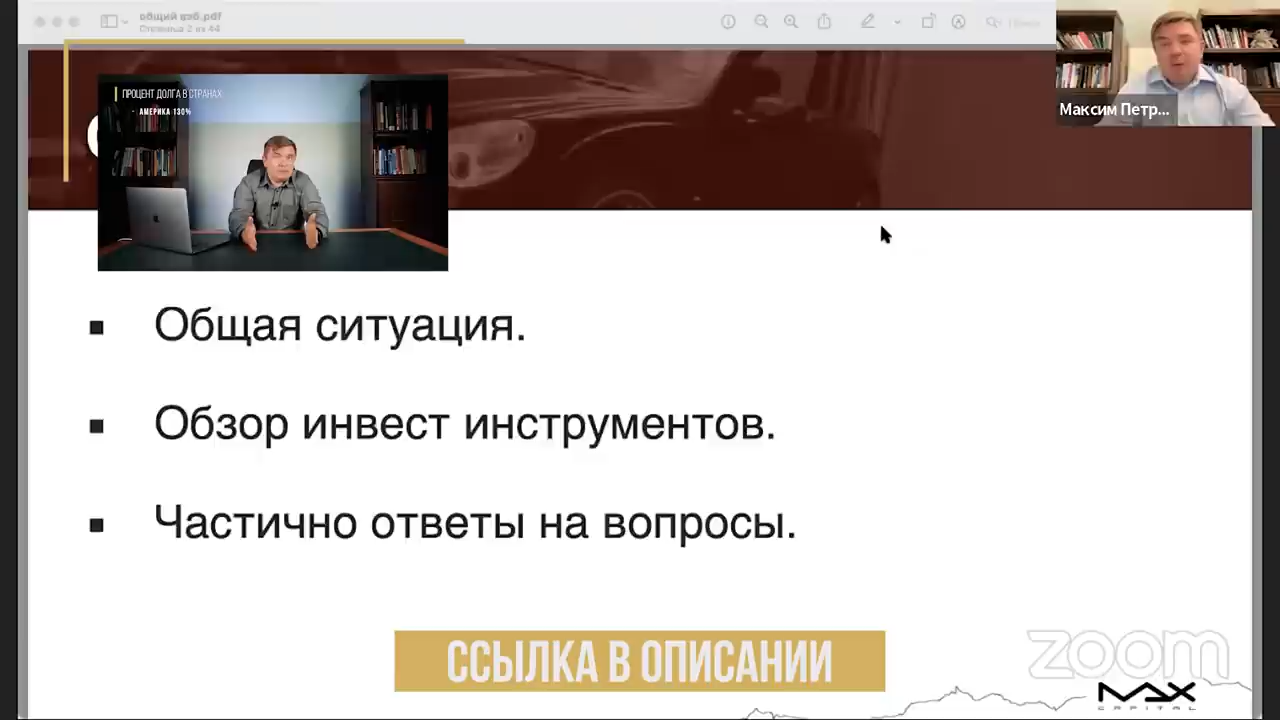 общий вэб.pdf
Страница 2 из 44
Поиск
ПРОЦЕНТ ДОЛГА В СТРАНАХ
- АМЕРИКА 130%
Максим Петр...
Общая ситуация.
Обзор инвест инструментов.
Частично ответы на вопросы.
ССЫЛКА В ОПИСАНИИ
zoom
MAX
CAPITAL